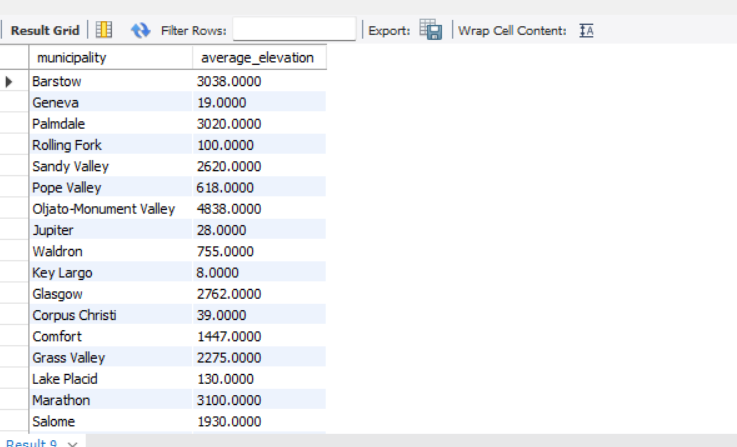 Result Grid Filter Rows: Export: Wrap Cell Content: IA
municipality average_elevation
Barstow 3038.0000
Geneva 19.0000
Palmdale 3020.0000
Rolling Fork 100.0000
Sandy Valley 2620.0000
Pope Valley 618.0000
Oljato-Monument Valley 4838.0000
Jupiter 28.0000
Waldron 755.0000
Key Largo 8.0000
Glasgow 2762.0000
Corpus Christi 39.0000
Comfort 1447.0000
Grass Valley 2275.0000
Lake Placid 130.0000
Marathon 3100.0000
Salome 1930.0000
Result 9